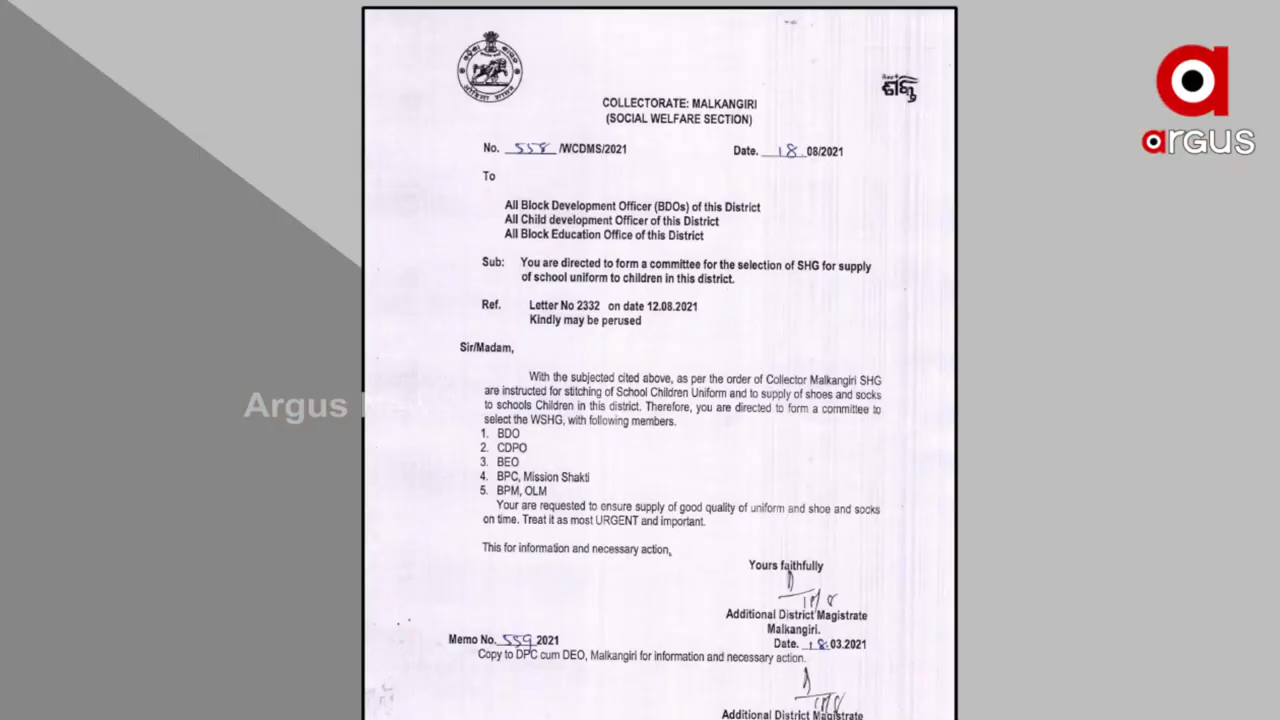 ଶକ୍ତି
COLLECTORATE: MALKANGIRI
(SOCIAL WELFARE SECTION)
No. 558 /WCDMS/2021 Date. 18 08/2021
To
All Block Development Officer (BDOs) of this District
All Child development Officer of this District
All Block Education Office of this District
Sub: You are directed to form a committee for the selection of SHG for supply
of school uniform to children in this district.
Ref. Letter No 2332 on date 12.08.2021
Kindly may be perused
Sir/Madam,
With the subjected cited above, as per the order of Collector Malkangiri SHG
are instructed for stitching of School Children Uniform and to supply of shoes and socks
to schools Children in this district. Therefore, you are directed to form a committee to
select the WSHG, with following members.
1. BDO
2. CDPO
3. BEO
4. BPC, Mission Shakti
5. BPM, OLM
Your are requested to ensure supply of good quality of uniform and shoe and socks
on time. Treat it as most URGENT and important.
This for information and necessary action,
Yours faithfully
Additional District Magistrate
Malkangiri.
Memo No. 559 2021 Date. 18.03.2021
Copy to DPC cum DEO, Malkangiri for information and necessary action.
Additional District Magistrate
argus
Argus